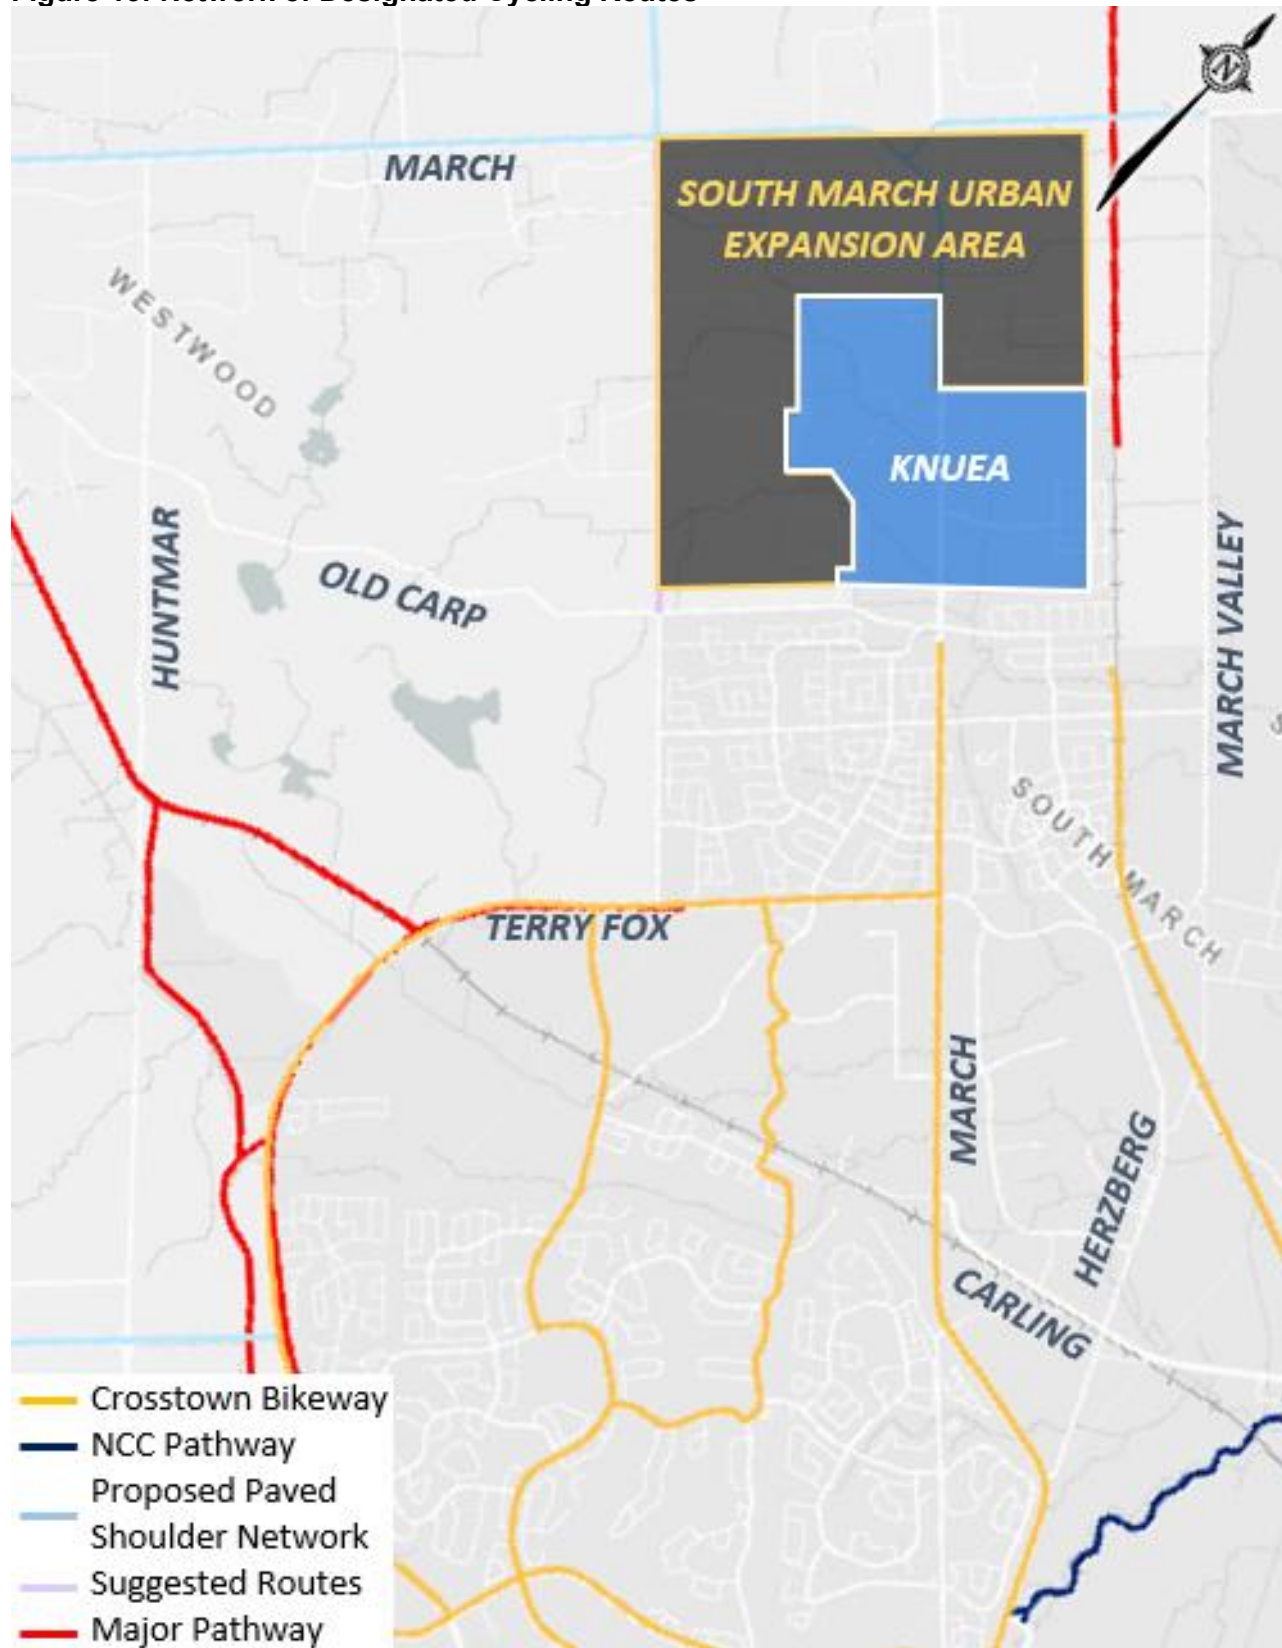 N
MARCH
SOUTH MARCH URBAN
EXPANSION AREA
WESTWOOD
KNUEA
HUNTMAR
OLD CARP
MARCH VALLEY
SOUTH MARCH
TERRY FOX
MARCH
HERZBERG
CARLING
Crosstown Bikeway
NCC Pathway
Proposed Paved
Shoulder Network
Suggested Routes
Major Pathway